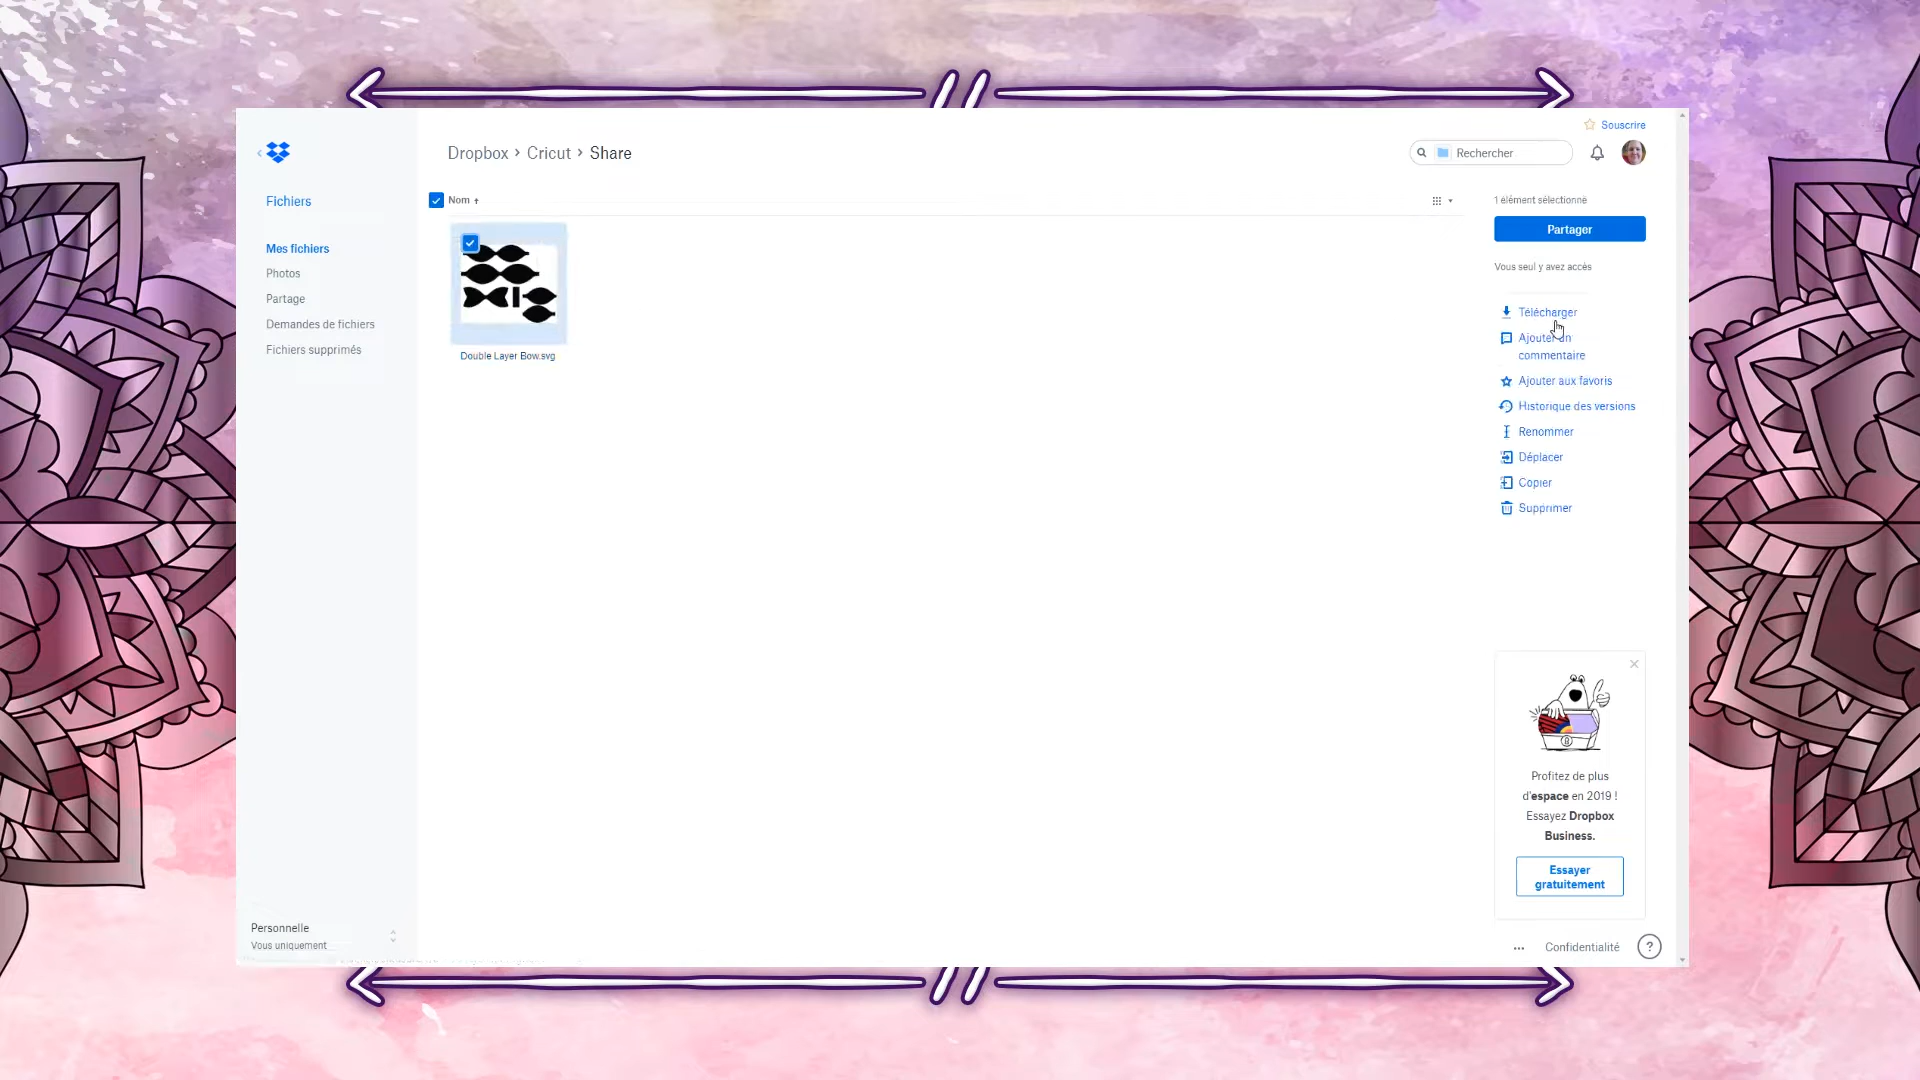 Souscrire
Dropbox › Cricut › Share
Rechercher
Fichiers
Mes fichiers
Photos
Partage
Demandes de fichiers
Fichiers supprimés
Nom
Double Layer Bow.svg
1 élément sélectionné
Partager
Vous seul y avez accès
Télécharger
Ajouter un
commentaire
Ajouter aux favoris
Historique des versions
Renommer
Déplacer
Copier
Supprimer
Profitez de plus
d'espace en 2019 !
Essayez Dropbox
Business.
Essayer
gratuitement
Personnelle
Vous uniquement
... Confidentialité ?